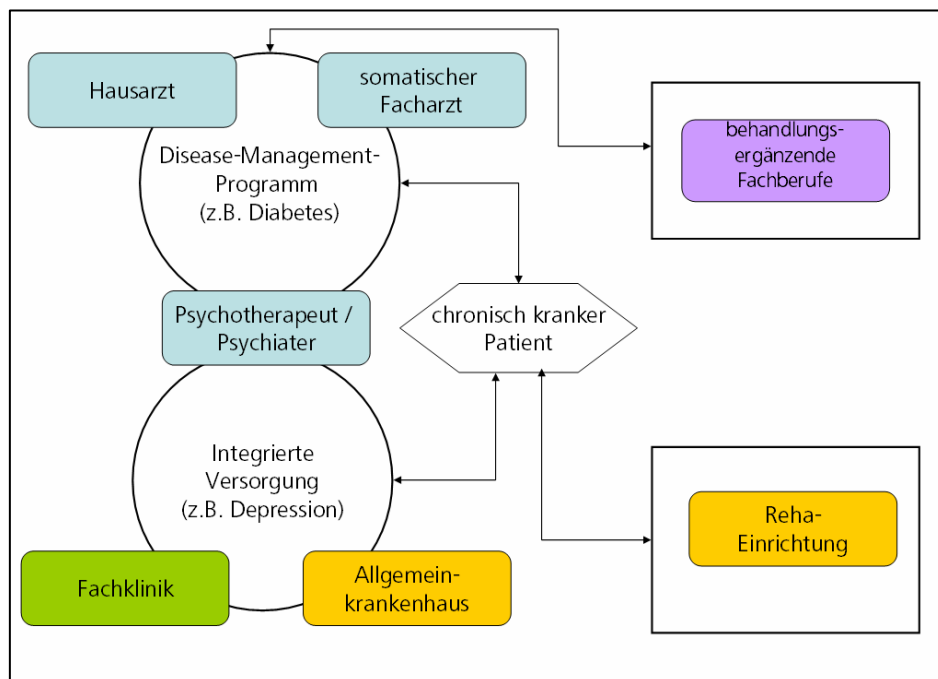 Hausarzt
somatischer
Facharzt
behandlungs-
ergänzende
Fachberufe
Disease-Management-
Programm
(z.B. Diabetes)
Psychotherapeut /
Psychiater
chronisch kranker
Patient
Integrierte
Versorgung
(z.B. Depression)
Reha-
Einrichtung
Fachklinik
Allgemein-
krankenhaus